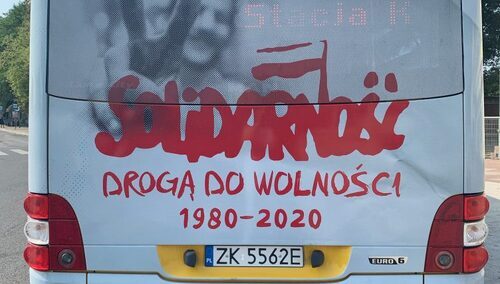 Stacja K
SOLIDARNOŚĆ
DROGĄ DO WOLNOŚCI
1980-2020
PL ZK 5562E
EURO 6